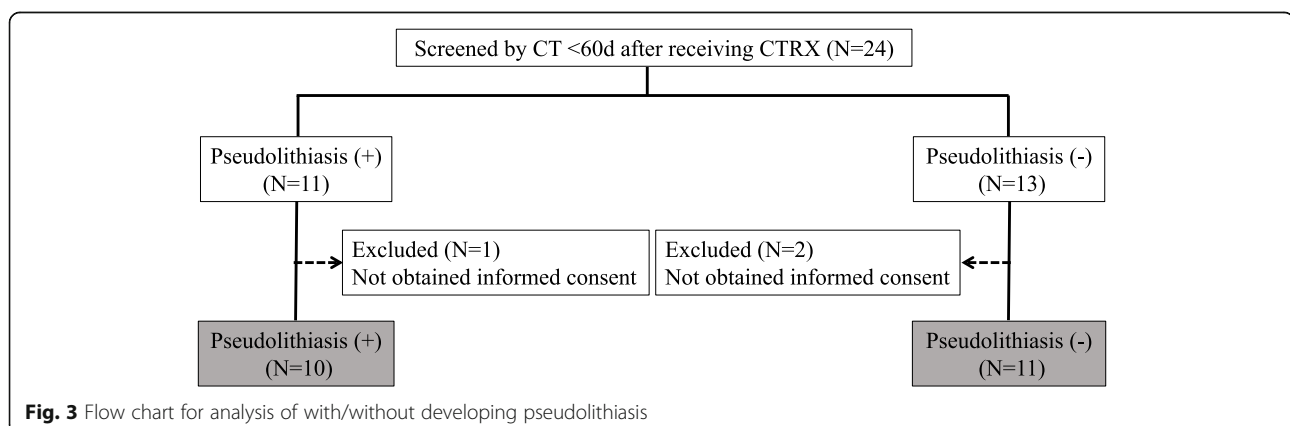 Screened by CT <60d after receiving CTRX (N=24)
Pseudolithiasis (+)
(N=11)
Pseudolithiasis (-)
(N=13)
Excluded (N=1)
Not obtained informed consent
Excluded (N=2)
Not obtained informed consent
Pseudolithiasis (+)
(N=10)
Pseudolithiasis (-)
(N=11)
Fig. 3 Flow chart for analysis of with/without developing pseudolithiasis